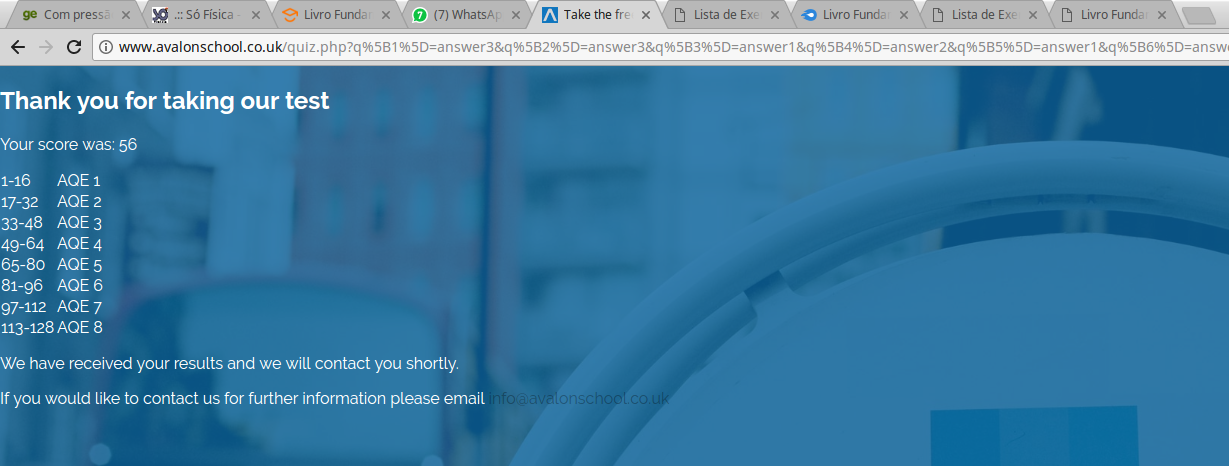 ge Com pressã
.:: Só Física
Livro Funda
(7) WhatsAp
Take the fre
Lista de Exe
Livro Funda
Lista de Exe
Livro Funda
www.avalonschool.co.uk/quiz.php?q%5B1%5D=answer3&q%5B2%5D=answer3&q%5B3%5D=answer1&q%5B4%5D=answer2&q%5B5%5D=answer1&q%5B6%5D=answe
Thank you for taking our test
Your score was: 56
1-16 AQE 1
17-32 AQE 2
33-48 AQE 3
49-64 AQE 4
65-80 AQE 5
81-96 AQE 6
97-112 AQE 7
113-128 AQE 8
We have received your results and we will contact you shortly.
If you would like to contact us for further information please email info@avalonschool.co.uk